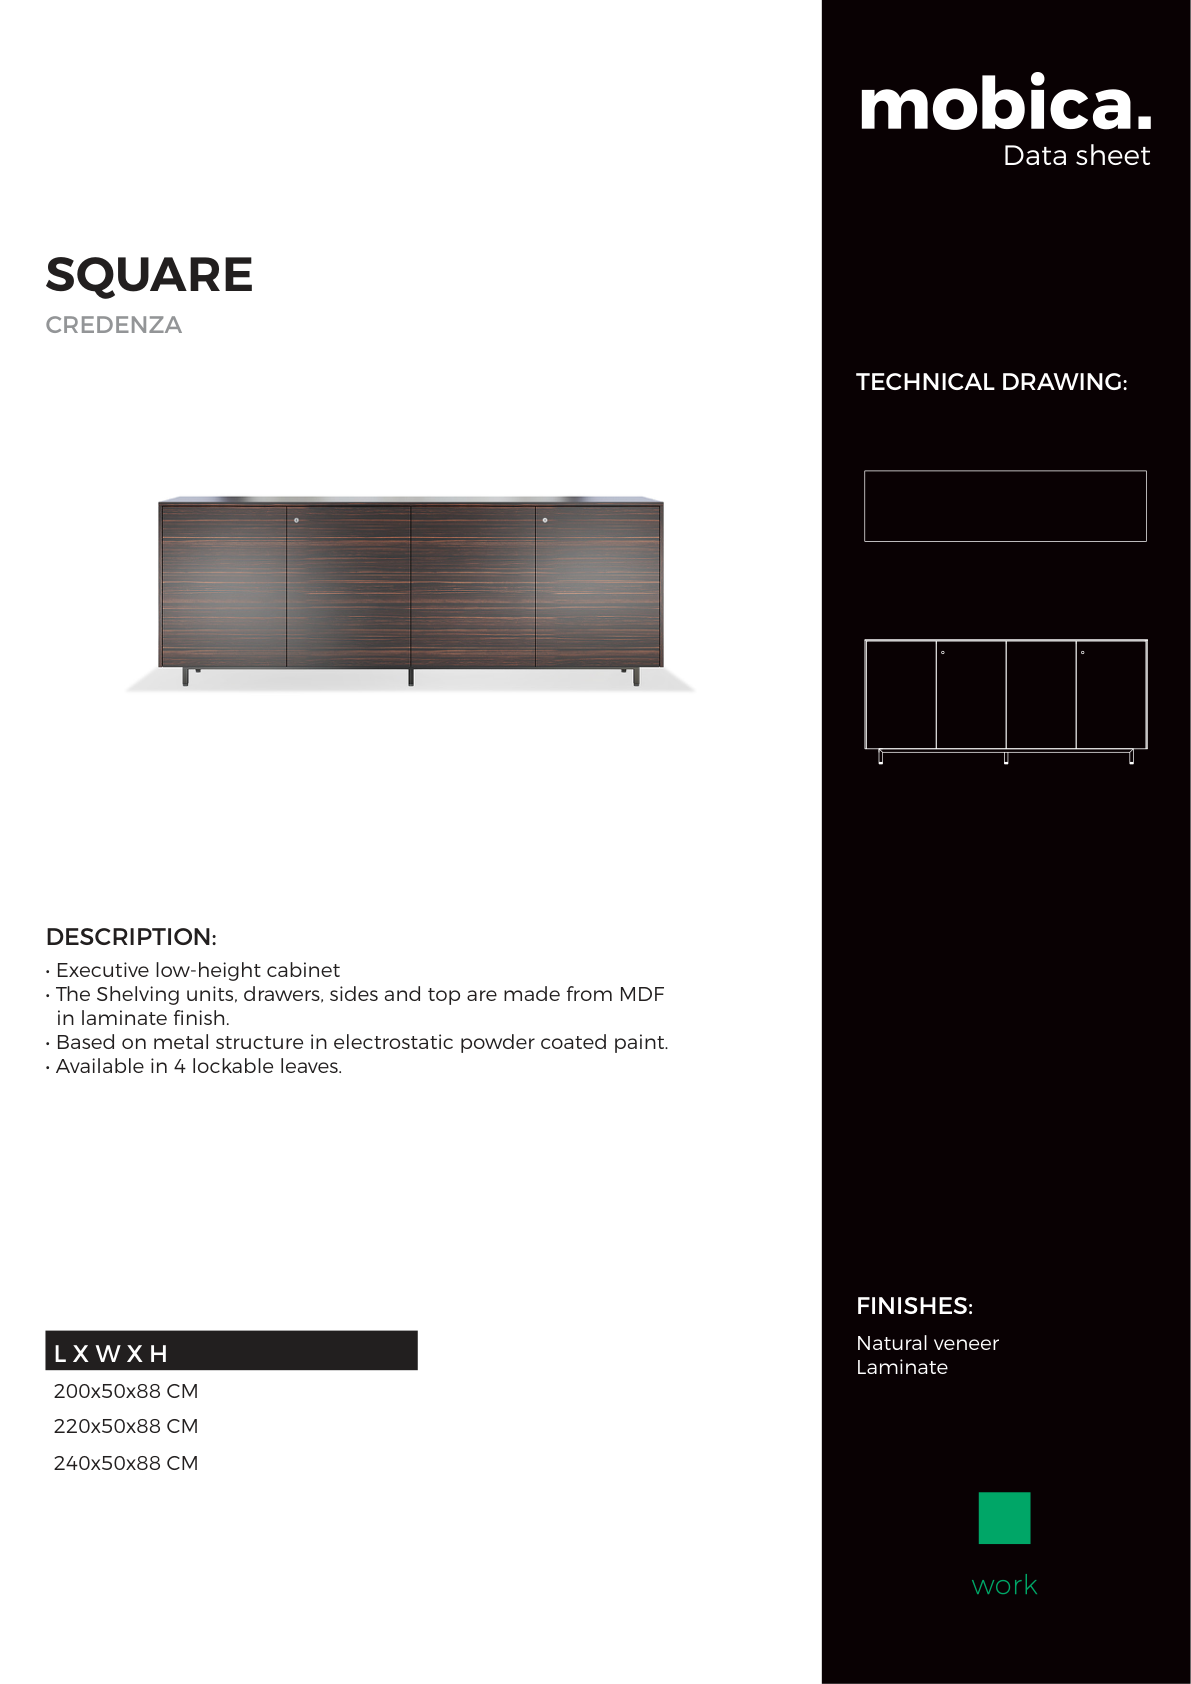 mobica.
Data sheet
SQUARE
CREDENZA
TECHNICAL DRAWING:
DESCRIPTION:
• Executive low-height cabinet
• The Shelving units, drawers, sides and top are made from MDF
in laminate finish.
• Based on metal structure in electrostatic powder coated paint.
• Available in 4 lockable leaves.
L X W X H
200x50x88 CM
220x50x88 CM
240x50x88 CM
FINISHES:
Natural veneer
Laminate
work